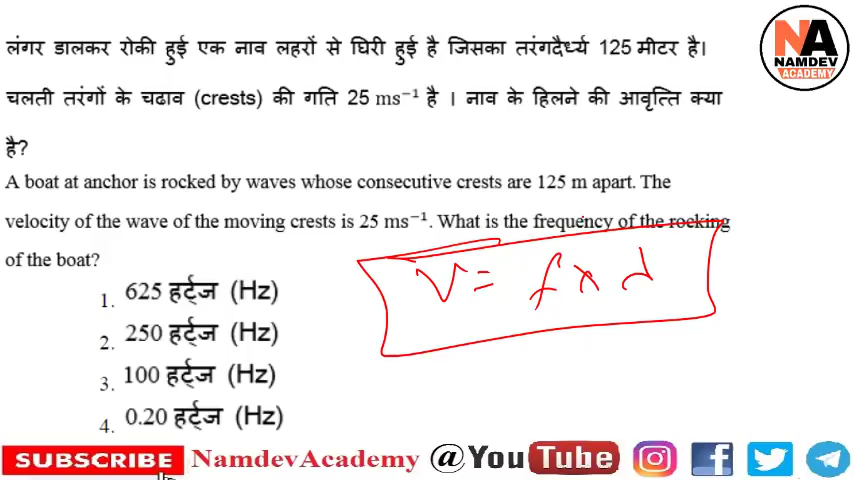 लंगर डालकर रोकी हुई एक नाव लहरों से घिरी हुई है जिसका तरंगदैर्ध्य 125 मीटर है।
NA
NAMDEV
ACADEMY
चलती तरंगों के चढाव (crests) की गति 25 ms⁻¹ है । नाव के हिलने की आवृत्ति क्या
है?
A boat at anchor is rocked by waves whose consecutive crests are 125 m apart. The
velocity of the wave of the moving crests is 25 ms⁻¹. What is the frequency of the rocking
of the boat?
V = f × λ
1. 625 हर्ट्ज (Hz)
2. 250 हर्ट्ज (Hz)
3. 100 हर्ट्ज (Hz)
4. 0.20 हर्ट्ज (Hz)
SUBSCRIBE NamdevAcademy @YouTube